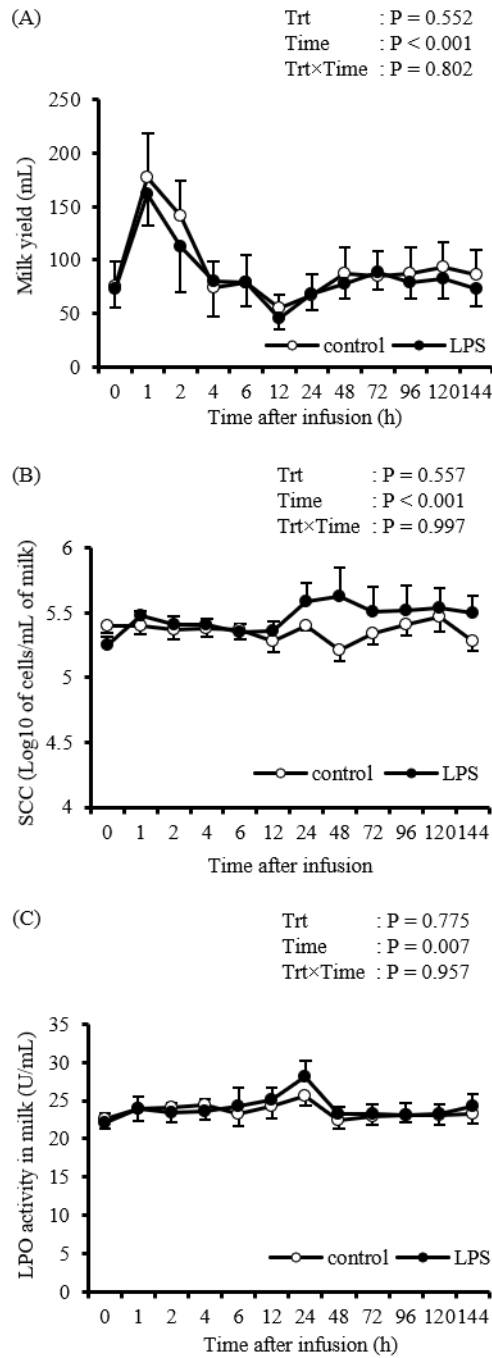 (A)
Trt : P = 0.552
Time : P < 0.001
Trt×Time : P = 0.802
Milk yield (mL)
250
200
150
100
50
0
control LPS
0 1 2 4 6 12 24 48 72 96 120 144
Time after infusion (h)
(B)
Trt : P = 0.557
Time : P < 0.001
Trt×Time : P = 0.997
SCC (Log10 of cells/mL of milk)
6
5.5
5
4.5
4
control LPS
0 1 2 4 6 12 24 48 72 96 120 144
Time after infusion
(C)
Trt : P = 0.775
Time : P = 0.007
Trt×Time : P = 0.957
LPO activity in milk (U/mL)
35
30
25
20
15
10
5
0
control LPS
0 1 2 4 6 12 24 48 72 96 120 144
Time after infusion (h)